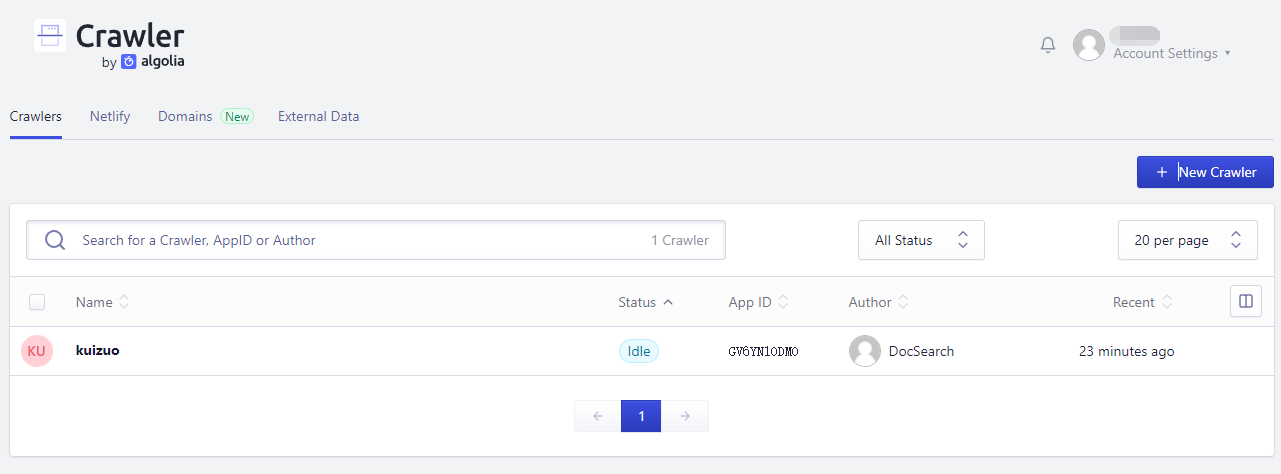 Crawler
by algolia
Account Settings
Crawlers Netlify Domains New External Data
+ New Crawler
Search for a Crawler, AppID or Author 1 Crawler All Status 20 per page
Name Status App ID Author Recent
KU kuizuo Idle GV6YN1ODMO DocSearch 23 minutes ago
← 1 →